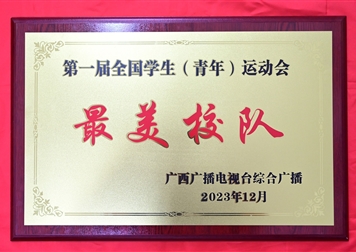 第一届全国学生（青年）运动会
最美校队
广西广播电视台综合广播
2023年12月